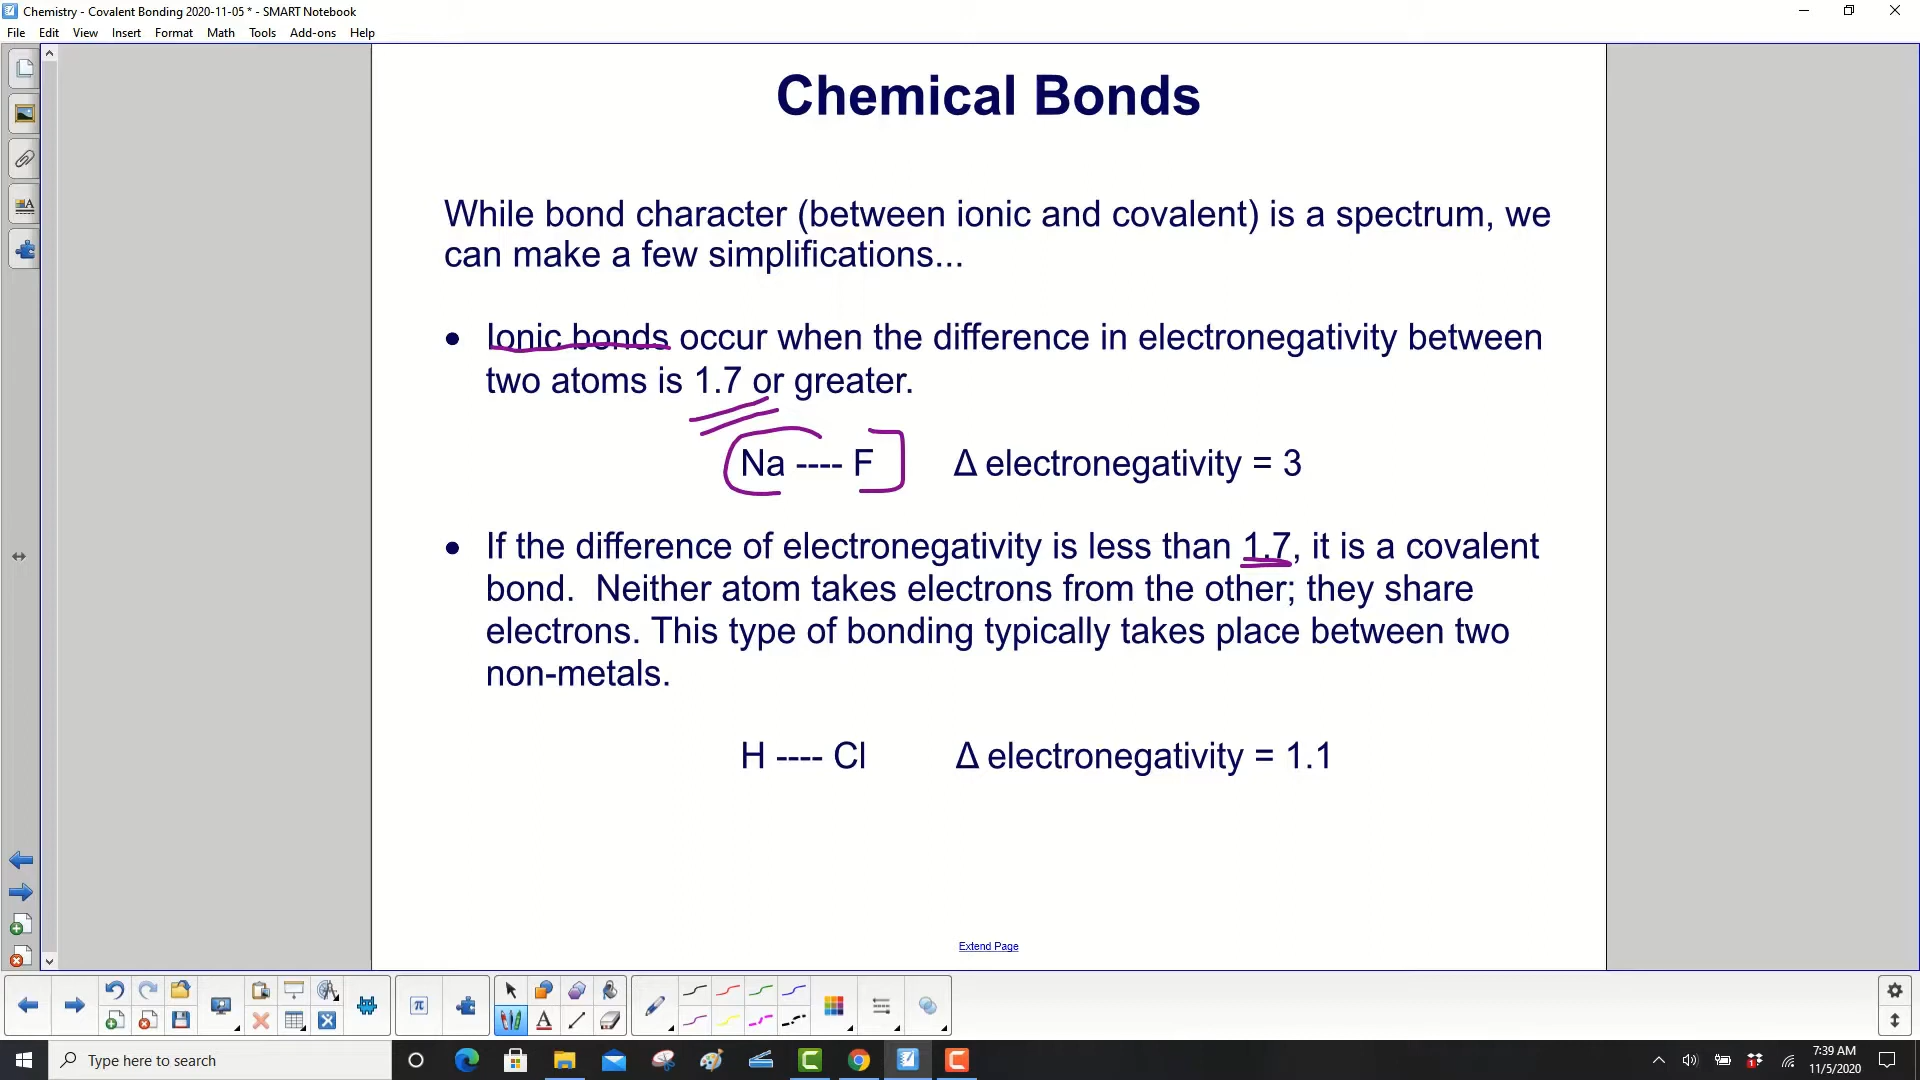 Chemistry - Covalent Bonding 2020-11-05 * - SMART Notebook
File Edit View Insert Format Math Tools Add-ons Help
Chemical Bonds
While bond character (between ionic and covalent) is a spectrum, we
can make a few simplifications...
• Ionic bonds occur when the difference in electronegativity between
two atoms is 1.7 or greater.
Na ---- F Δ electronegativity = 3
• If the difference of electronegativity is less than 1.7, it is a covalent
bond. Neither atom takes electrons from the other; they share
electrons. This type of bonding typically takes place between two
non-metals.
H ---- Cl Δ electronegativity = 1.1
Extend Page
Type here to search
7:39 AM
11/5/2020